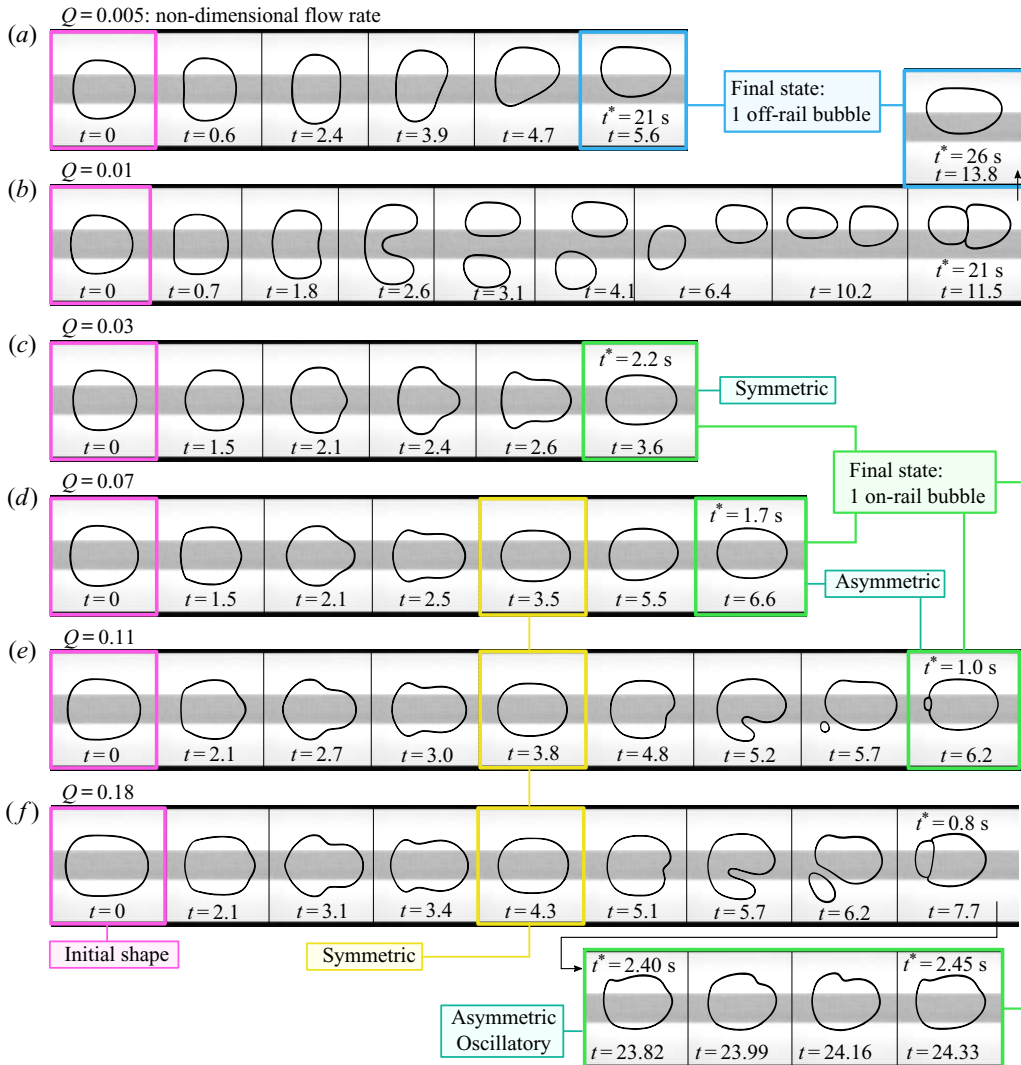 Q = 0.005: non-dimensional flow rate
(a)
t = 0
t = 0.6
t = 2.4
t = 3.9
t = 4.7
t* = 21 s
t = 5.6
Final state:
1 off-rail bubble
t* = 26 s
t = 13.8
Q = 0.01
(b)
t = 0
t = 0.7
t = 1.8
t = 2.6
t = 3.1
t = 4.1
t = 6.4
t = 10.2
t* = 21 s
t = 11.5
Q = 0.03
(c)
t = 0
t = 1.5
t = 2.1
t = 2.4
t = 2.6
t* = 2.2 s
t = 3.6
Symmetric
Final state:
1 on-rail bubble
Q = 0.07
(d)
t = 0
t = 1.5
t = 2.1
t = 2.5
t = 3.5
t = 5.5
t* = 1.7 s
t = 6.6
Asymmetric
Q = 0.11
(e)
t = 0
t = 2.1
t = 2.7
t = 3.0
t = 3.8
t = 4.8
t = 5.2
t = 5.7
t* = 1.0 s
t = 6.2
Q = 0.18
(f)
t = 0
t = 2.1
t = 3.1
t = 3.4
t = 4.3
t = 5.1
t = 5.7
t = 6.2
t* = 0.8 s
t = 7.7
Initial shape
Symmetric
Asymmetric
Oscillatory
t* = 2.40 s
t = 23.82
t = 23.99
t = 24.16
t* = 2.45 s
t = 24.33